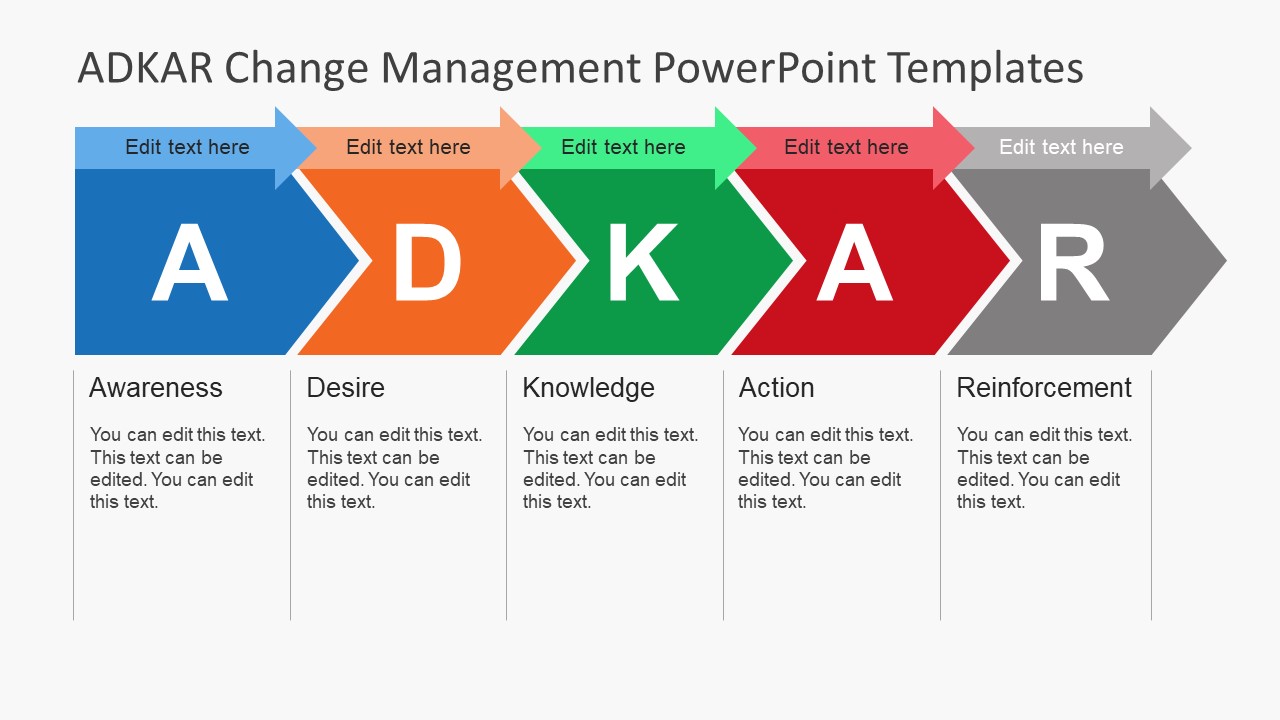 ADKAR Change Management PowerPoint Templates
Edit text here
Edit text here
Edit text here
Edit text here
Edit text here
A
D
K
A
R
Awareness
You can edit this text.
This text can be
edited. You can edit
this text.
Desire
You can edit this text.
This text can be
edited. You can edit
this text.
Knowledge
You can edit this text.
This text can be
edited. You can edit
this text.
Action
You can edit this text.
This text can be
edited. You can edit
this text.
Reinforcement
You can edit this text.
This text can be
edited. You can edit
this text.